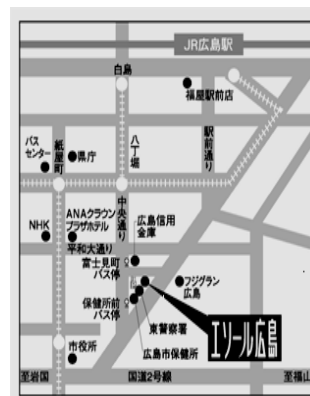 JR広島駅
白島
福屋駅前店
紙屋町
八丁堀
駅前通り
バス
センター
県庁
中央通り
NHK
ANAクラウン
プラザホテル
広島信用
金庫
平和大通り
富士見町
バス停
フジグラン
広島
保健所前
バス停
東警察署
エソール広島
市役所
広島市保健所
至岩国
国道2号線
至福山